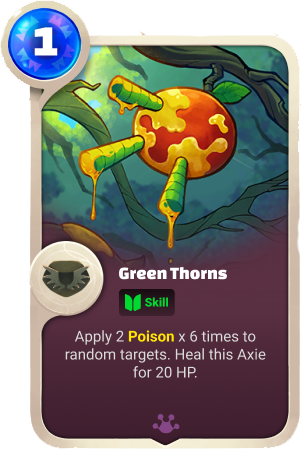 1
Green Thorns
Skill
Apply 2 Poison x 6 times to
random targets. Heal this Axie
for 20 HP.